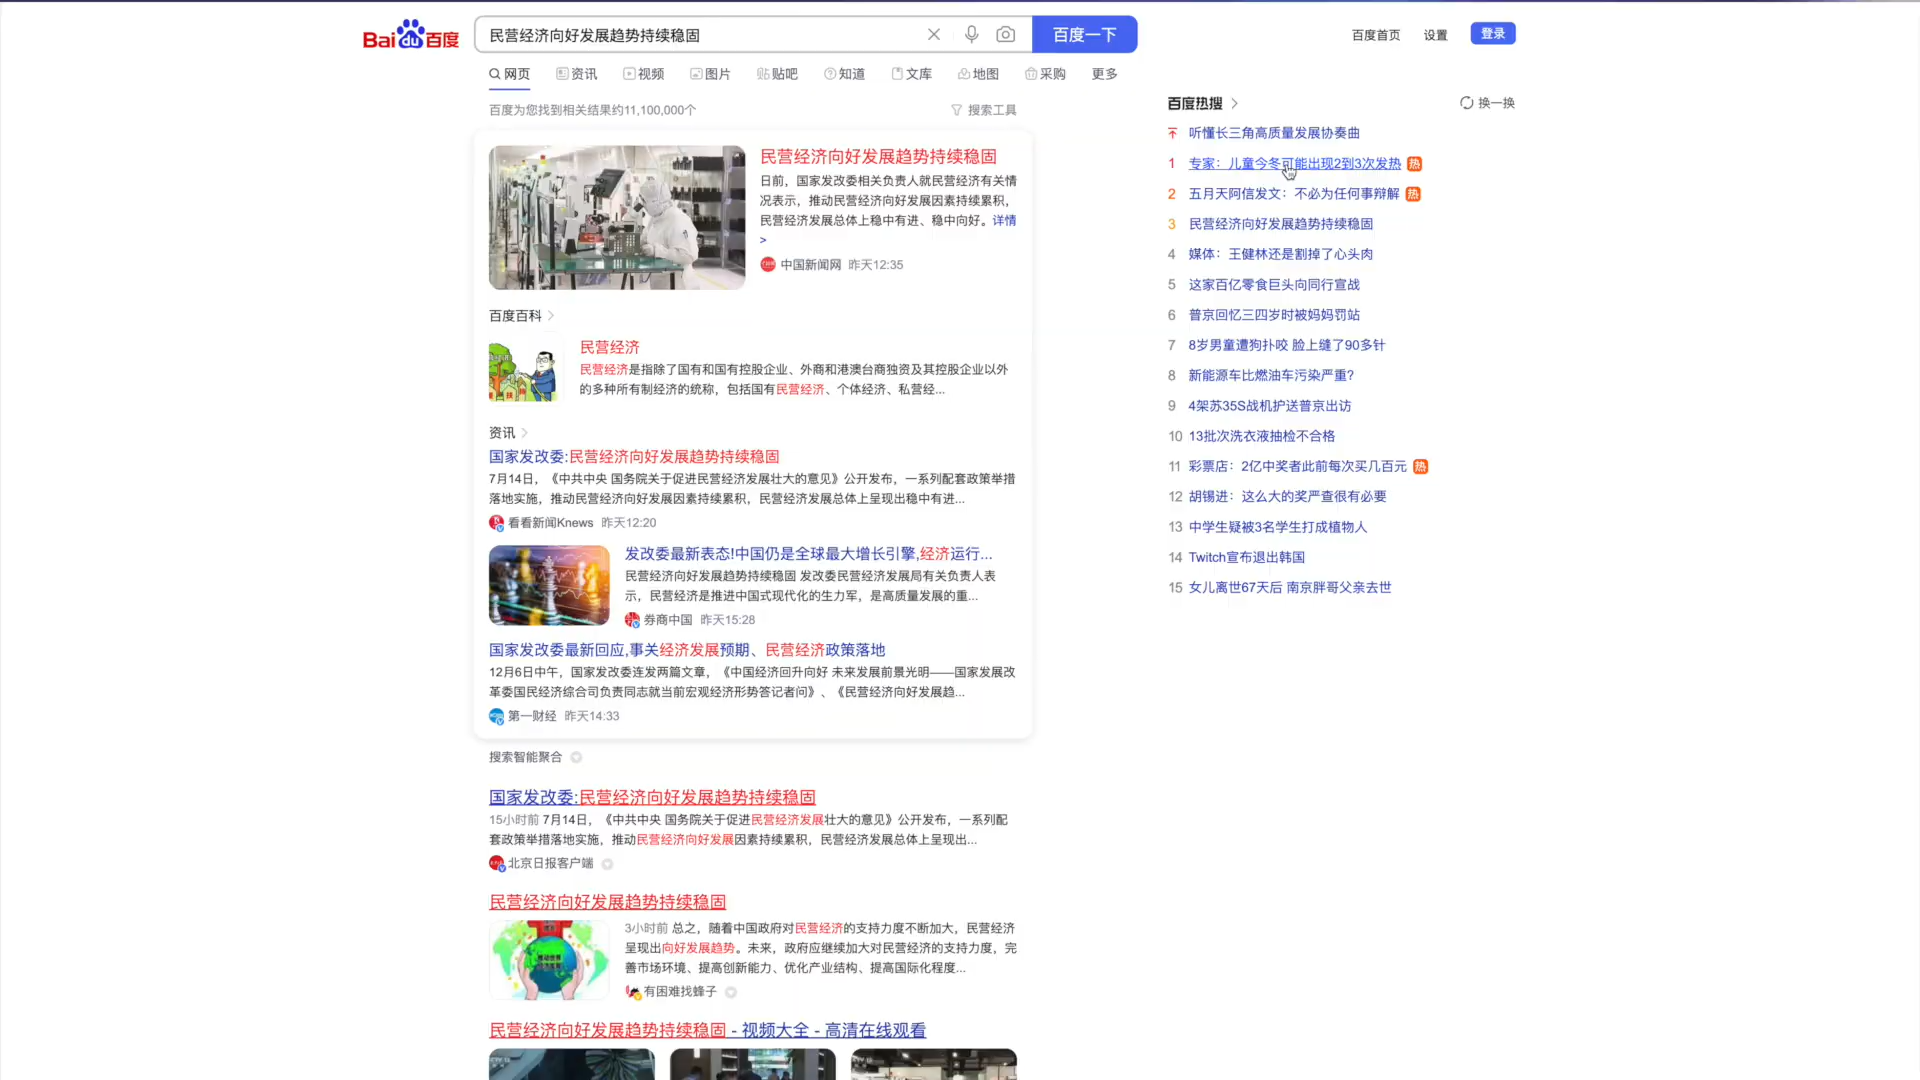 Bai du 百度
民营经济向好发展趋势持续稳固
百度一下
百度首页 设置 登录
网页 资讯 视频 图片 贴吧 知道 文库 地图 采购 更多
百度为您找到相关结果约11,100,000个
搜索工具
民营经济向好发展趋势持续稳固
日前，国家发改委相关负责人就民营经济有关情
况表示，推动民营经济向好发展因素持续累积，
民营经济发展总体上稳中有进、稳中向好。详情
>
中国新闻网 昨天12:35
百度百科
民营经济
民营经济是指除了国有和国有控股企业、外商和港澳台商独资及其控股企业以外
的多种所有制经济的统称，包括国有民营经济、个体经济、私营经...
资讯
国家发改委:民营经济向好发展趋势持续稳固
7月14日，《中共中央 国务院关于促进民营经济发展壮大的意见》公开发布，一系列配套政策举措
落地实施，推动民营经济向好发展因素持续累积，民营经济发展总体上呈现出稳中有进...
看看新闻Knews 昨天12:20
发改委最新表态!中国仍是全球最大增长引擎,经济运行...
民营经济向好发展趋势持续稳固 发改委民营经济发展局有关负责人表
示，民营经济是推进中国式现代化的生力军，是高质量发展的重...
券商中国 昨天15:28
国家发改委最新回应,事关经济发展预期、民营经济政策落地
12月6日中午，国家发改委连发两篇文章，《中国经济回升向好 未来发展前景光明——国家发展改
革委国民经济综合司负责同志就当前宏观经济形势答记者问》、《民营经济向好发展趋...
第一财经 昨天14:33
搜索智能聚合
国家发改委:民营经济向好发展趋势持续稳固
15小时前 7月14日，《中共中央 国务院关于促进民营经济发展壮大的意见》公开发布，一系列配
套政策举措落地实施，推动民营经济向好发展因素持续累积，民营经济发展总体上呈现出...
北京日报客户端
民营经济向好发展趋势持续稳固
3小时前 总之，随着中国政府对民营经济的支持力度不断加大，民营经济
呈现出向好发展趋势。未来，政府应继续加大对民营经济的支持力度，完
善市场环境、提高创新能力、优化产业结构、提高国际化程度...
有困难找蜂子
民营经济向好发展趋势持续稳固 - 视频大全 - 高清在线观看
百度热搜
换一换
听懂长三角高质量发展协奏曲
1 专家：儿童今冬可能出现2到3次发热 热
2 五月天阿信发文：不必为任何事辩解 热
3 民营经济向好发展趋势持续稳固
4 媒体：王健林还是割掉了心头肉
5 这家百亿零食巨头向同行宣战
6 普京回忆三四岁时被妈妈罚站
7 8岁男童遭狗扑咬 脸上缝了90多针
8 新能源车比燃油车污染严重?
9 4架苏35S战机护送普京出访
10 13批次洗衣液抽检不合格
11 彩票店：2亿中奖者此前每次买几百元 热
12 胡锡进：这么大的奖严查很有必要
13 中学生疑被3名学生打成植物人
14 Twitch宣布退出韩国
15 女儿离世67天后 南京胖哥父亲去世